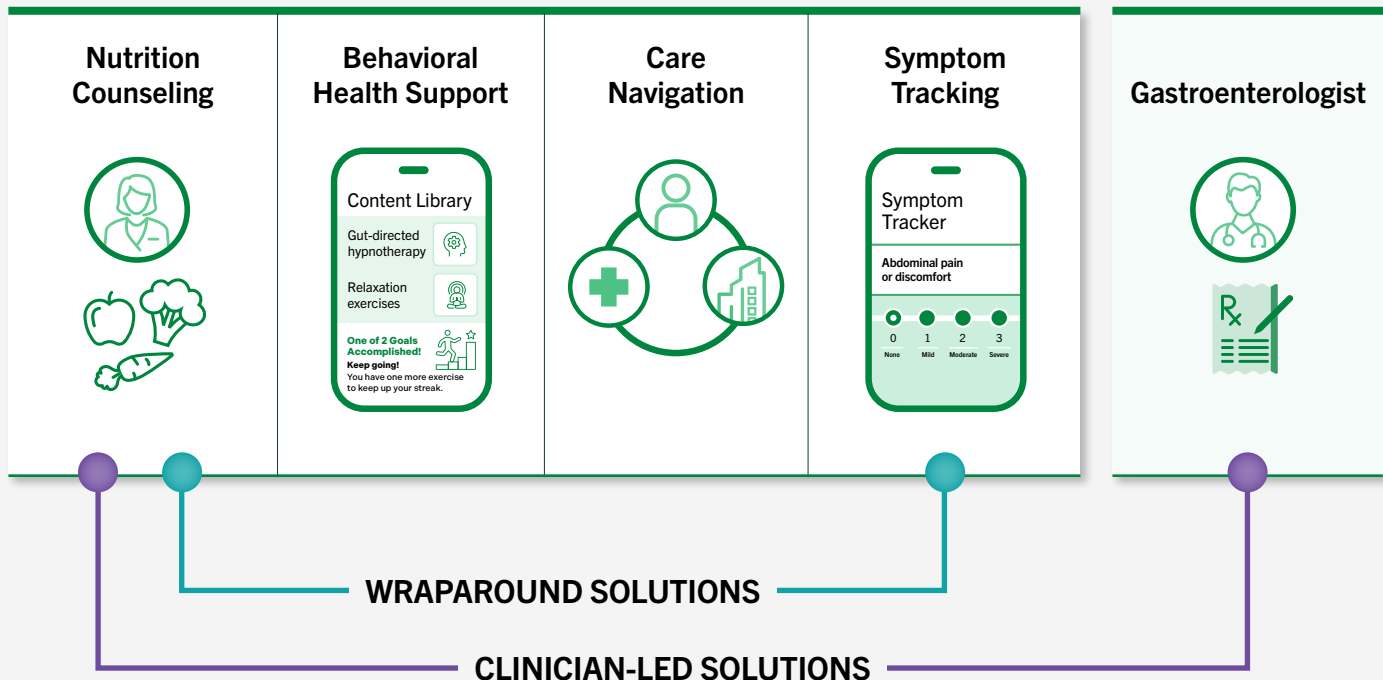 Nutrition
Counseling
Behavioral
Health Support
Care
Navigation
Symptom
Tracking
Gastroenterologist
Content Library
Gut-directed
hypnotherapy
Relaxation
exercises
One of 2 Goals
Accomplished!
Keep going!
You have one more exercise
to keep up your streak.
Symptom
Tracker
Abdominal pain
or discomfort
0 1 2 3
None Mild Moderate Severe
Rx
WRAPAROUND SOLUTIONS
CLINICIAN-LED SOLUTIONS